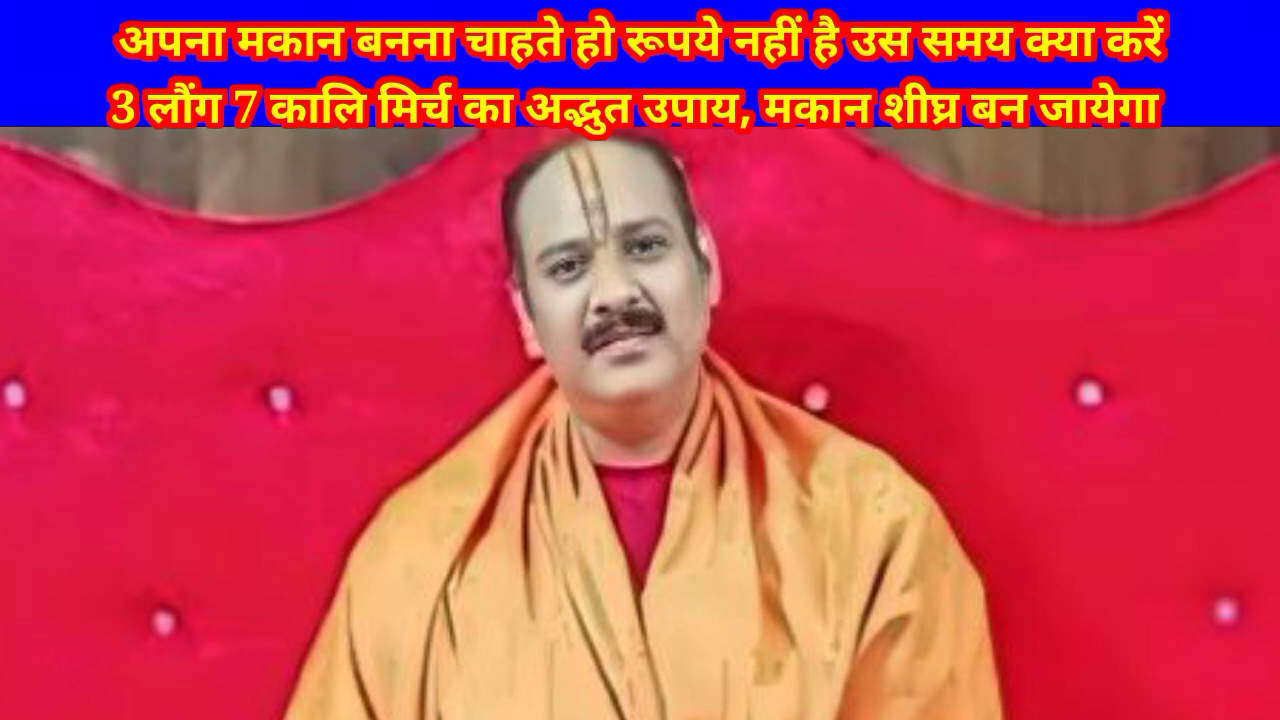 अपना मकान बनना चाहते हो रूपये नहीं है उस समय क्या करें
3 लौंग 7 कालि मिर्च का अद्भुत उपाय, मकान शीघ्र बन जायेगा